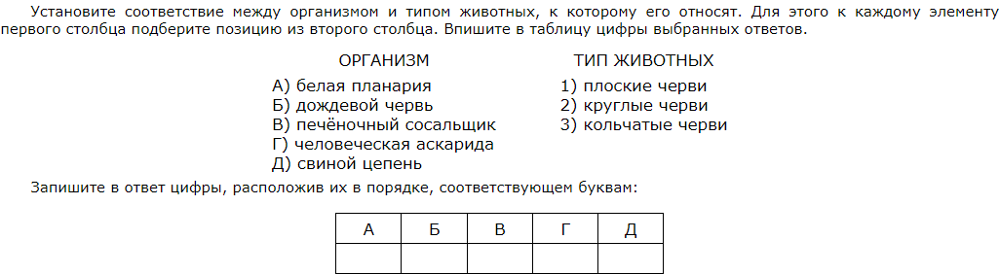 Установите соответствие между организмом и типом животных, к которому его относят. Для этого к каждому элементу
первого столбца подберите позицию из второго столбца. Впишите в таблицу цифры выбранных ответов.
ОРГАНИЗМ ТИП ЖИВОТНЫХ
А) белая планария 1) плоские черви
Б) дождевой червь 2) круглые черви
В) печёночный сосальщик 3) кольчатые черви
Г) человеческая аскарида
Д) свиной цепень
Запишите в ответ цифры, расположив их в порядке, соответствующем буквам:
А Б В Г Д